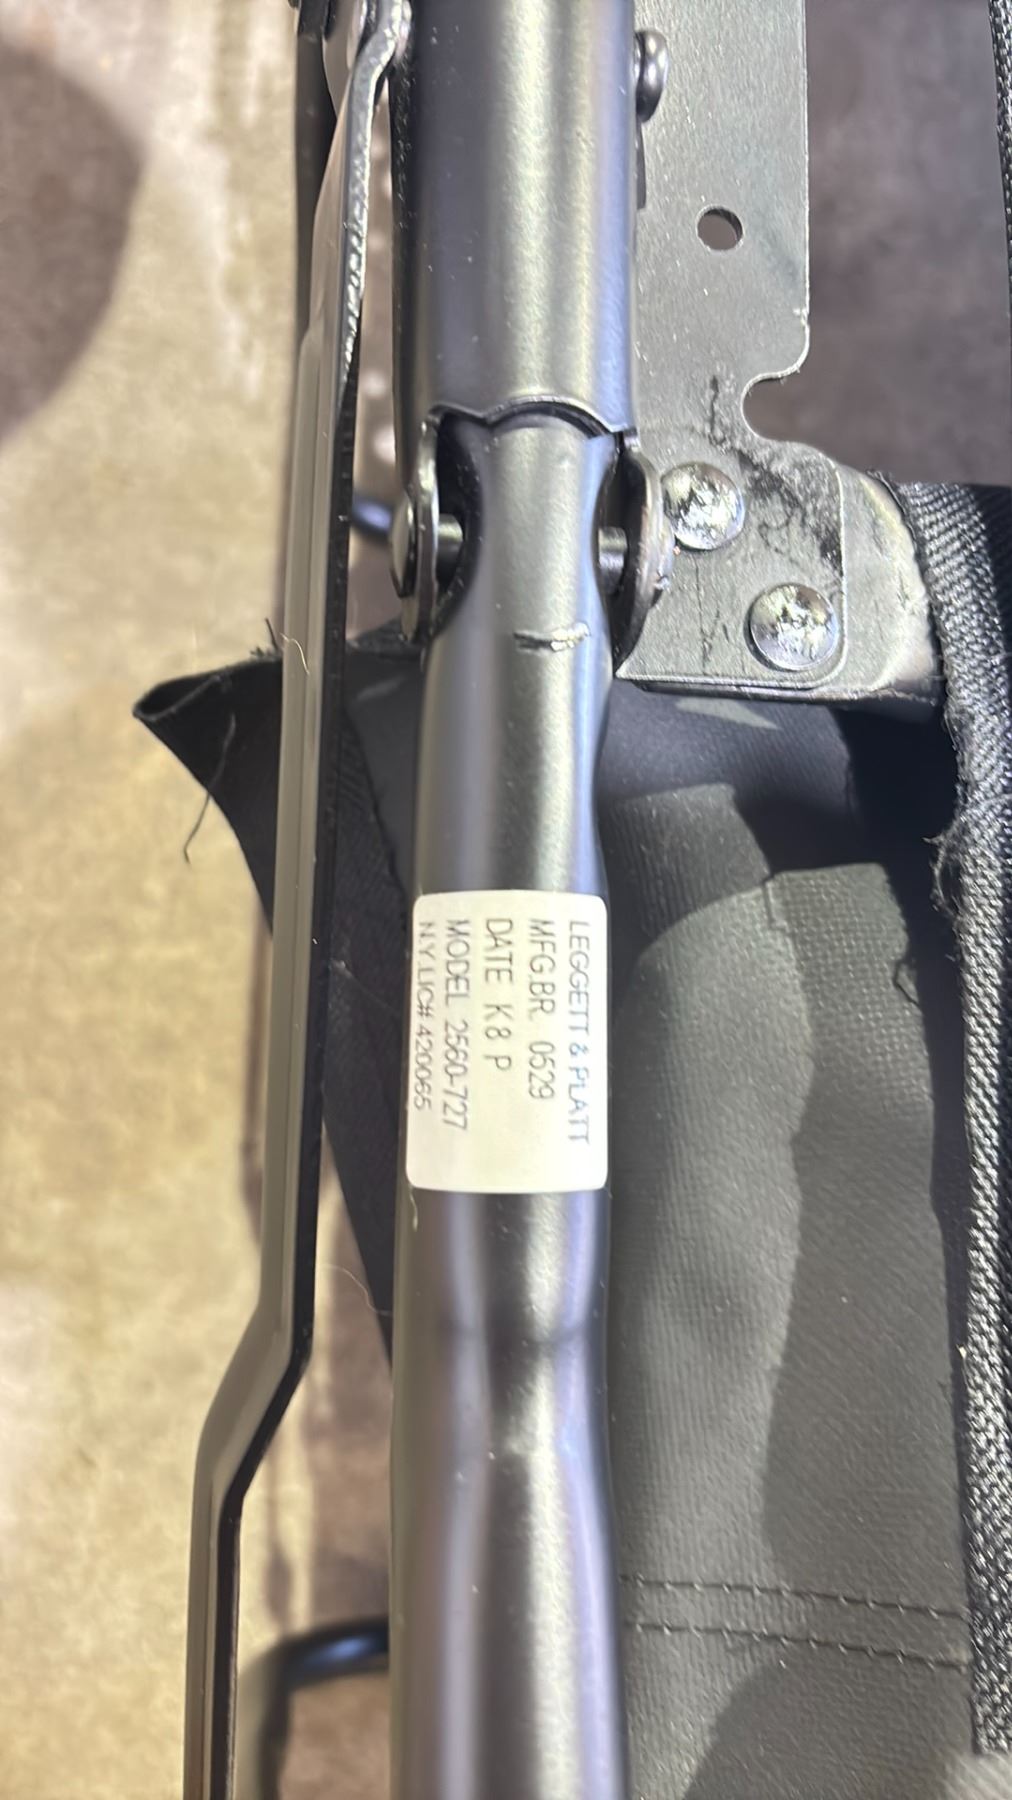 LEGGETT & PLATT
MFG.BR. 0529
DATE K8 P
MODEL 2560-727
N.Y.LIC# 420065